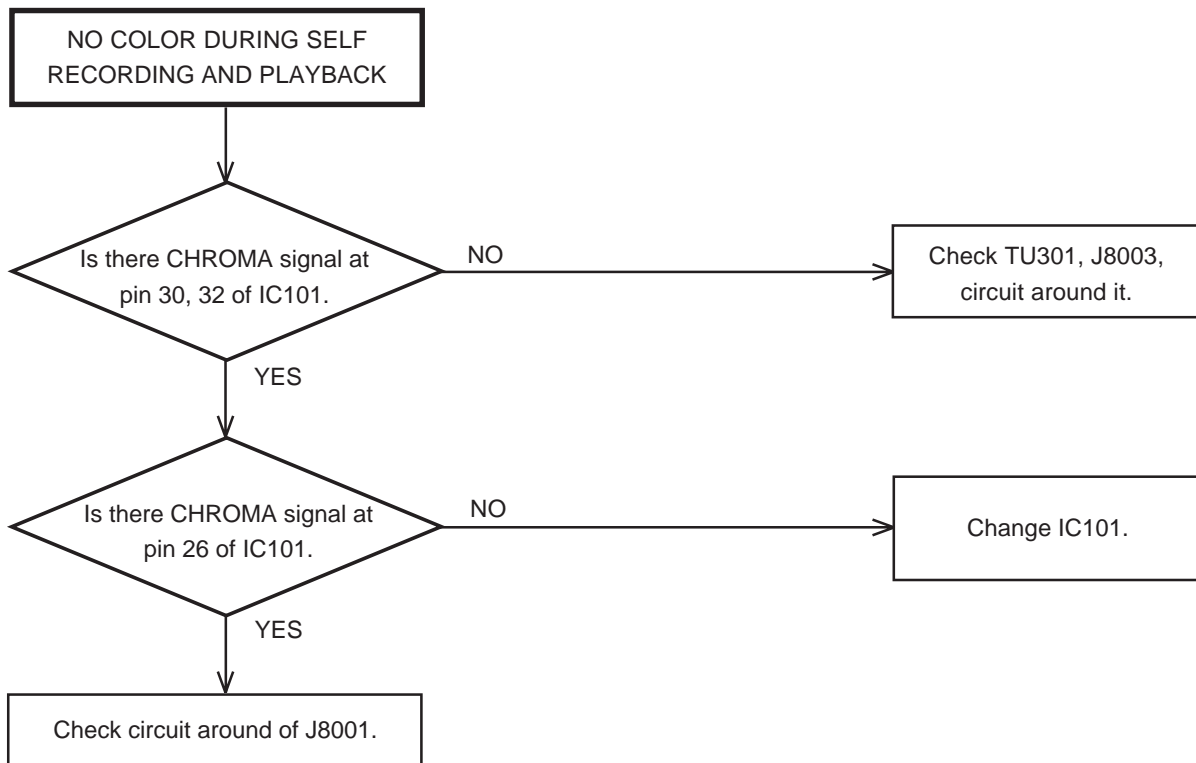 NO COLOR DURING SELF
RECORDING AND PLAYBACK
Is there CHROMA signal at
pin 30, 32 of IC101.
NO
Check TU301, J8003,
circuit around it.
YES
Is there CHROMA signal at
pin 26 of IC101.
NO
Change IC101.
YES
Check circuit around of J8001.